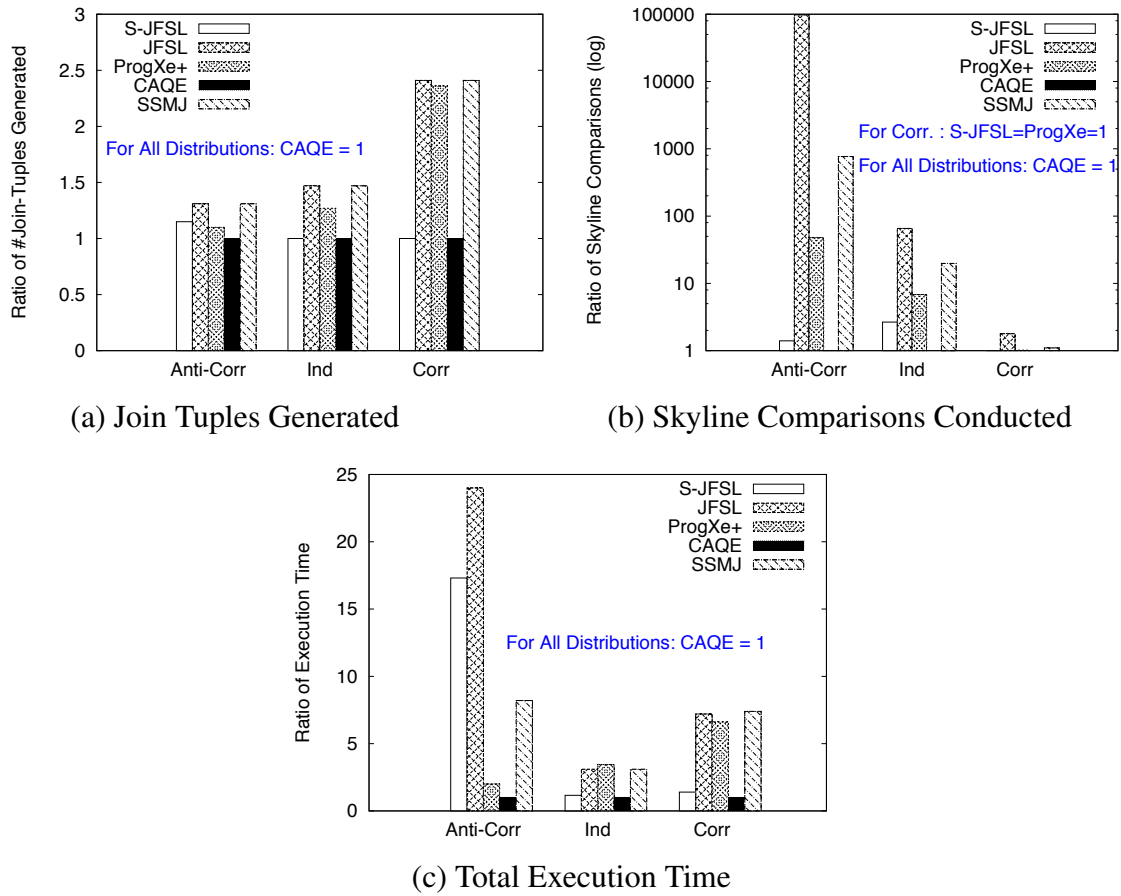 3
2.5
2
1.5
1
0.5
0
Ratio of #Join-Tuples Generated
S-JFSL
JFSL
ProgXe+
CAQE
SSMJ
For All Distributions: CAQE = 1
Anti-Corr Ind Corr
(a) Join Tuples Generated
100000
10000
1000
100
10
1
Ratio of Skyline Comparisons (log)
S-JFSL
JFSL
ProgXe+
CAQE
SSMJ
For Corr. : S-JFSL=ProgXe=1
For All Distributions: CAQE = 1
Anti-Corr Ind Corr
(b) Skyline Comparisons Conducted
25
20
15
10
5
0
Ratio of Execution Time
S-JFSL
JFSL
ProgXe+
CAQE
SSMJ
For All Distributions: CAQE = 1
Anti-Corr Ind Corr
(c) Total Execution Time